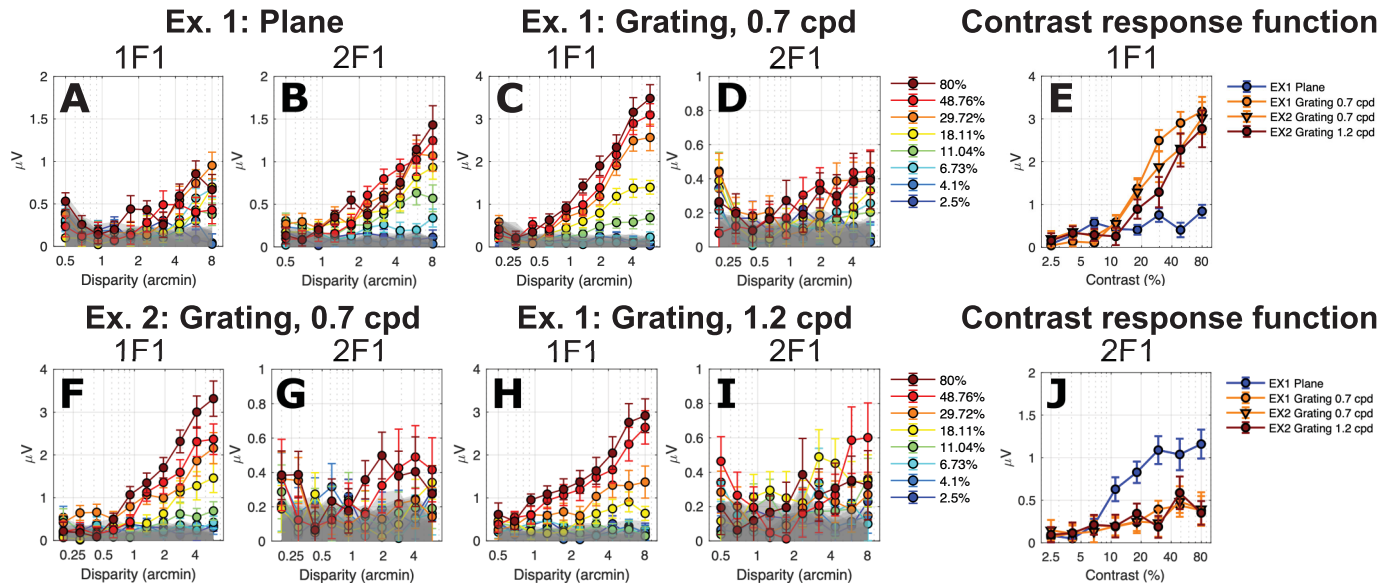 Ex. 1: Plane
Ex. 1: Grating, 0.7 cpd
Contrast response function
1F1
2F1
1F1
2F1
1F1
A
2
1.5
1
0.5
0
μV
0.5
1
2
4
8
Disparity (arcmin)
B
2
1.5
1
0.5
0
0.5
1
2
4
8
Disparity (arcmin)
C
4
3
2
1
0
μV
0.5
1
2
4
Disparity (arcmin)
D
1
0.8
0.6
0.4
0.2
0
μV
0.25
0.5
1
2
4
Disparity (arcmin)
80%
48.76%
29.72%
18.11%
11.04%
6.73%
4.1%
2.5%
E
4
3
2
1
0
μV
2.5
5
10
20
40
80
Contrast (%)
EX1 Plane
EX1 Grating 0.7 cpd
EX2 Grating 0.7 cpd
EX2 Grating 1.2 cpd
Ex. 2: Grating, 0.7 cpd
Ex. 1: Grating, 1.2 cpd
Contrast response function
1F1
2F1
1F1
2F1
2F1
F
4
3
2
1
0
μV
0.25
0.5
1
2
4
Disparity (arcmin)
G
1
0.8
0.6
0.4
0.2
0
μV
0.25
0.5
1
2
4
Disparity (arcmin)
H
4
3
2
1
0
μV
1
2
4
8
Disparity (arcmin)
I
1
0.8
0.6
0.4
0.2
0
μV
0.5
1
2
4
8
Disparity (arcmin)
80%
48.76%
29.72%
18.11%
11.04%
6.73%
4.1%
2.5%
J
2
1.5
1
0.5
0
μV
2.5
5
10
20
40
80
Contrast (%)
EX1 Plane
EX1 Grating 0.7 cpd
EX2 Grating 0.7 cpd
EX2 Grating 1.2 cpd